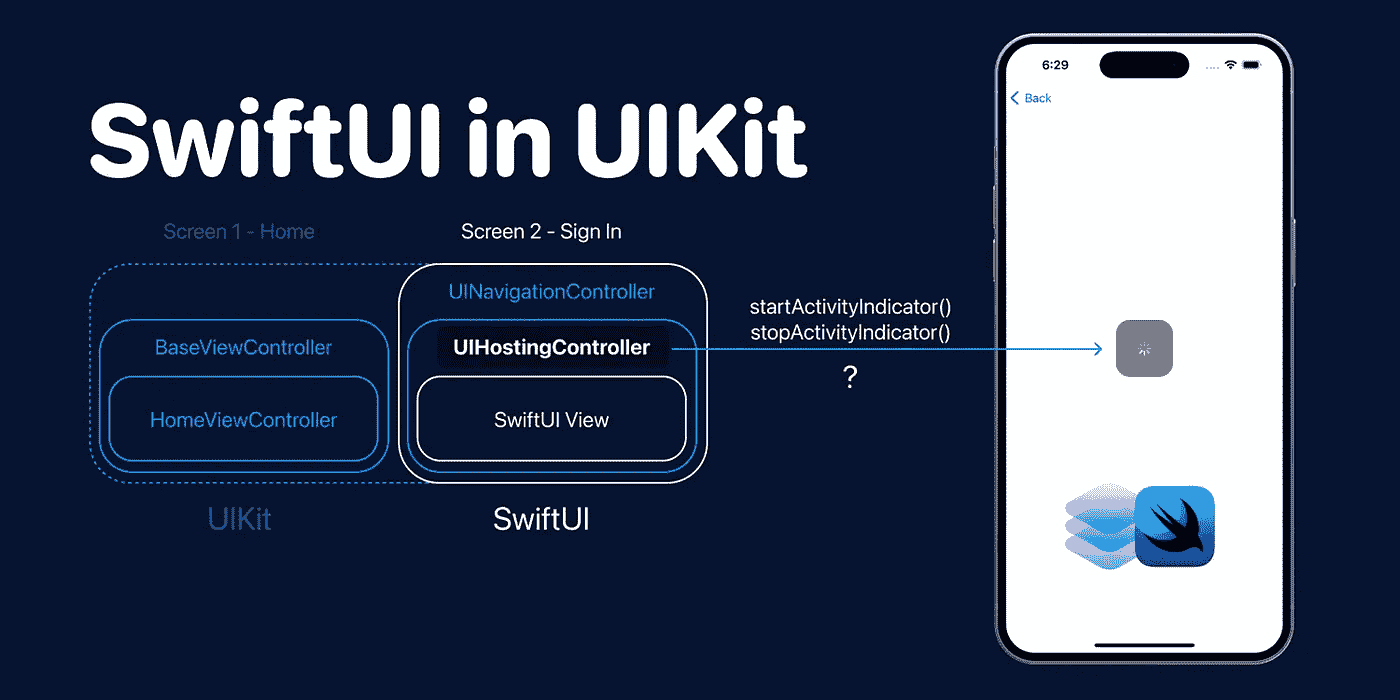 SwiftUI in UIKit
Screen 1 - Home
Screen 2 - Sign In
UINavigationController
BaseViewController
UIHostingController
HomeViewController
SwiftUI View
UIKit
SwiftUI
startActivityIndicator()
stopActivityIndicator()
?
6:29
Back